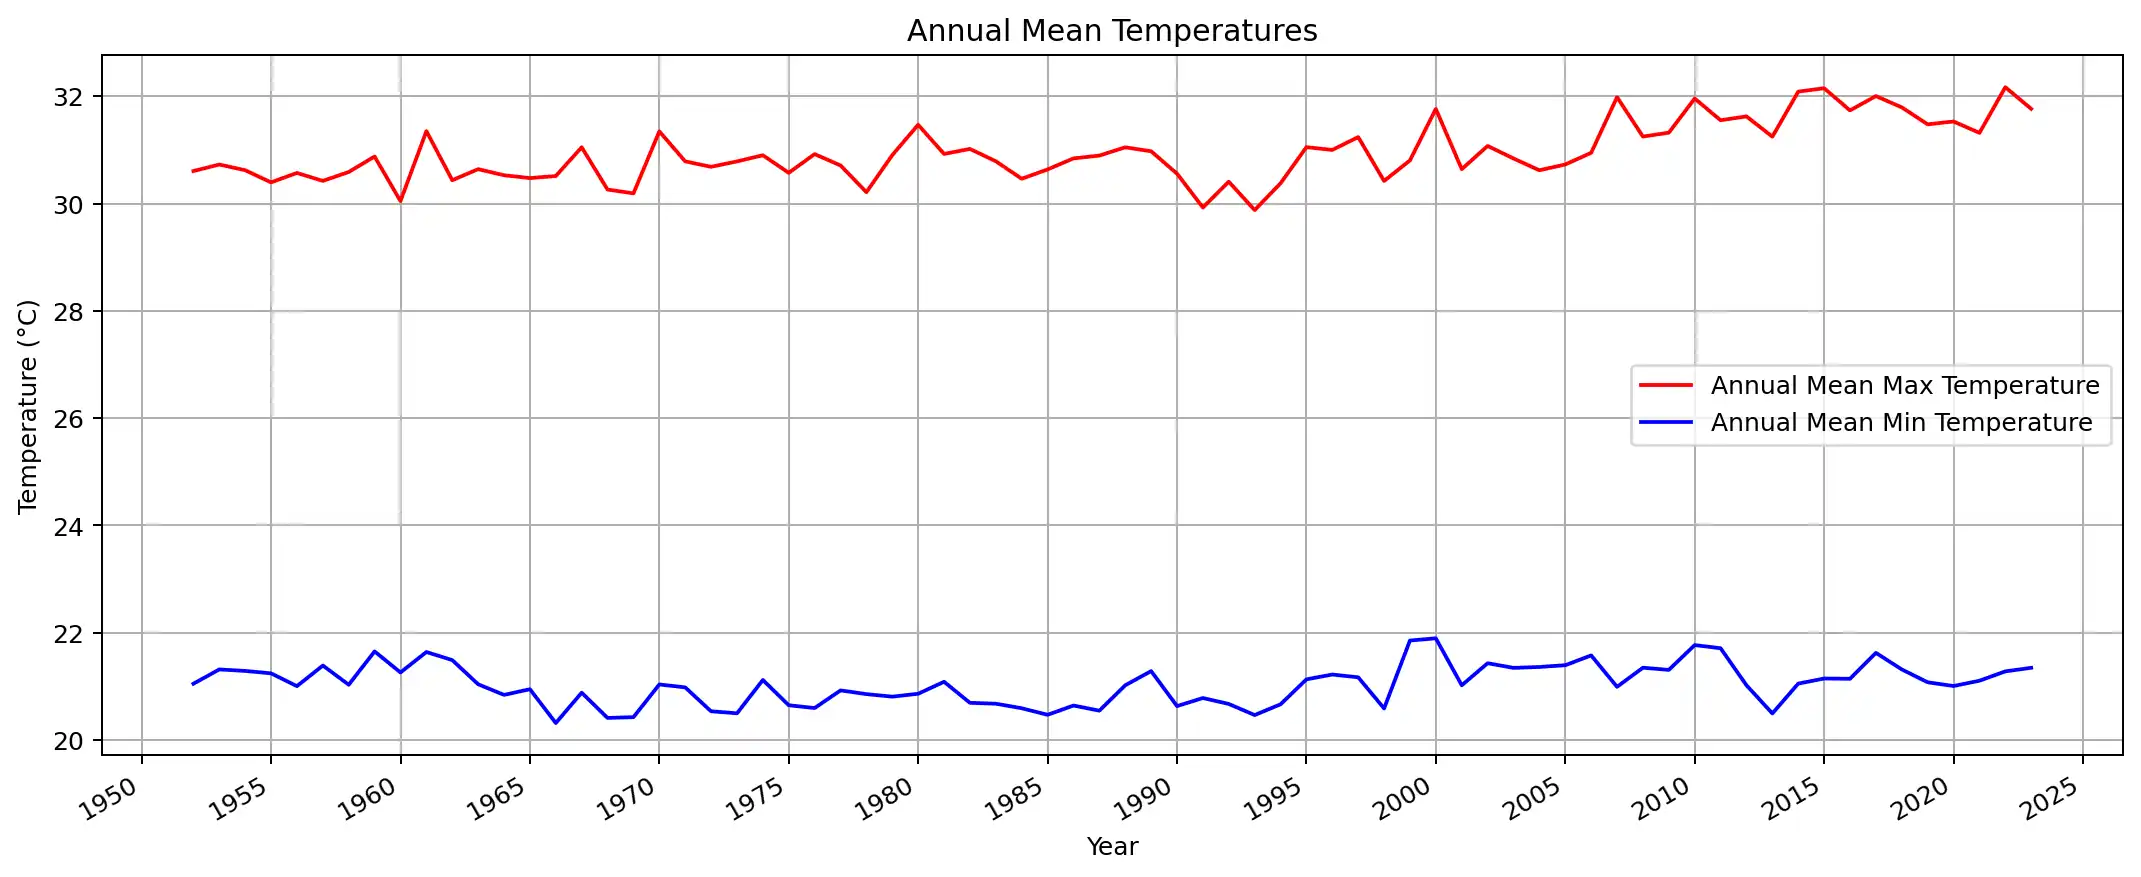 Annual Mean Temperatures
32
30
28
26
24
22
20
Temperature (°C)
Annual Mean Max Temperature
Annual Mean Min Temperature
1950 1955 1960 1965 1970 1975 1980 1985 1990 1995 2000 2005 2010 2015 2020 2025
Year